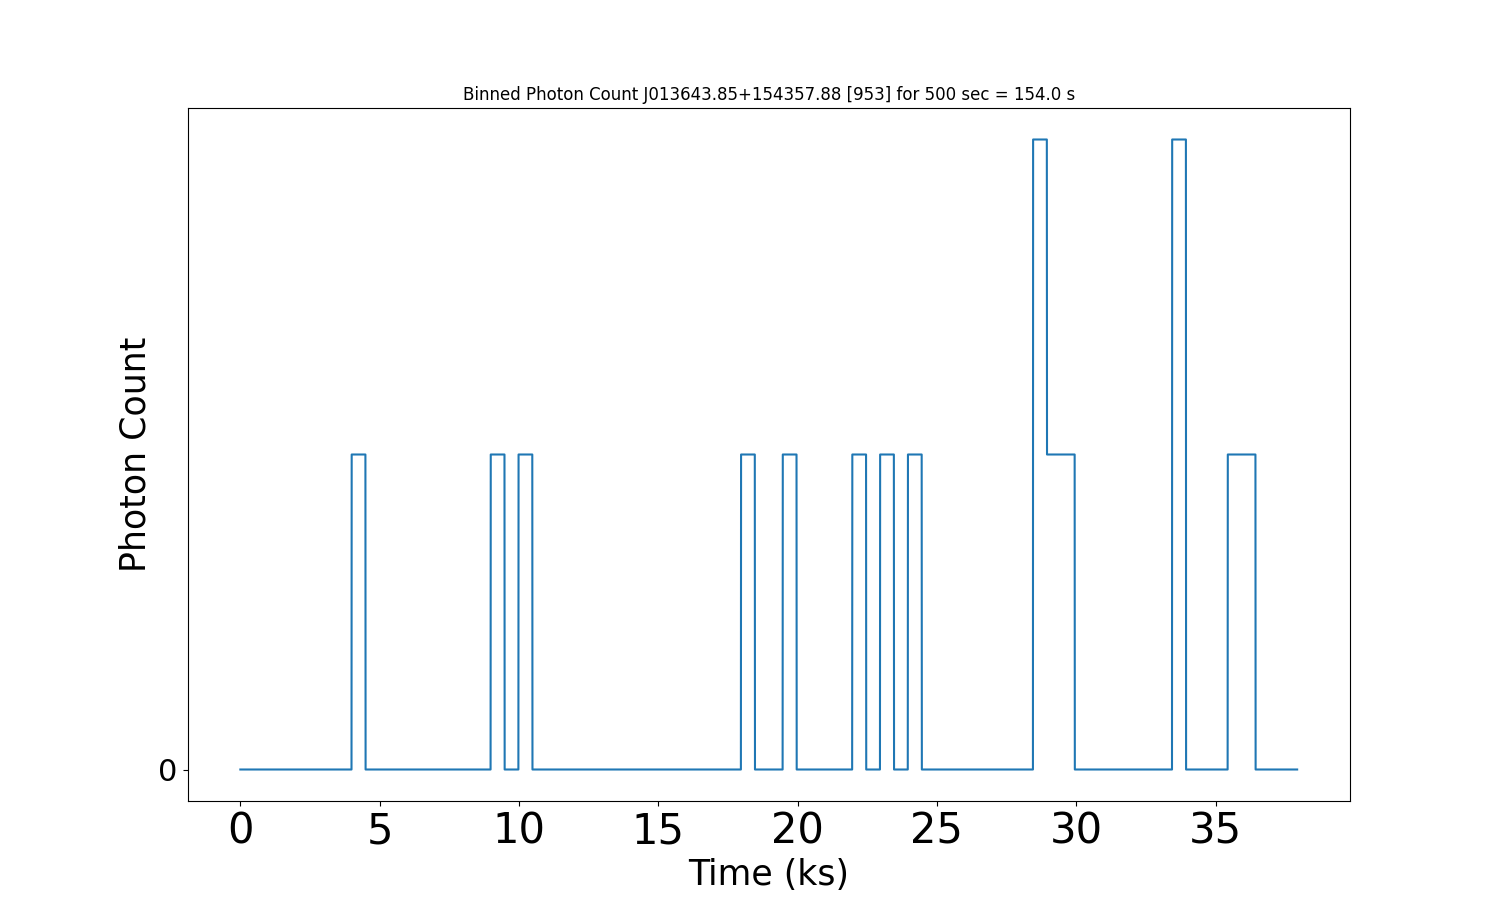 Binned Photon Count J013643.85+154357.88 [953] for 500 sec = 154.0 s
Photon Count
0
0 5 10 15 20 25 30 35
Time (ks)